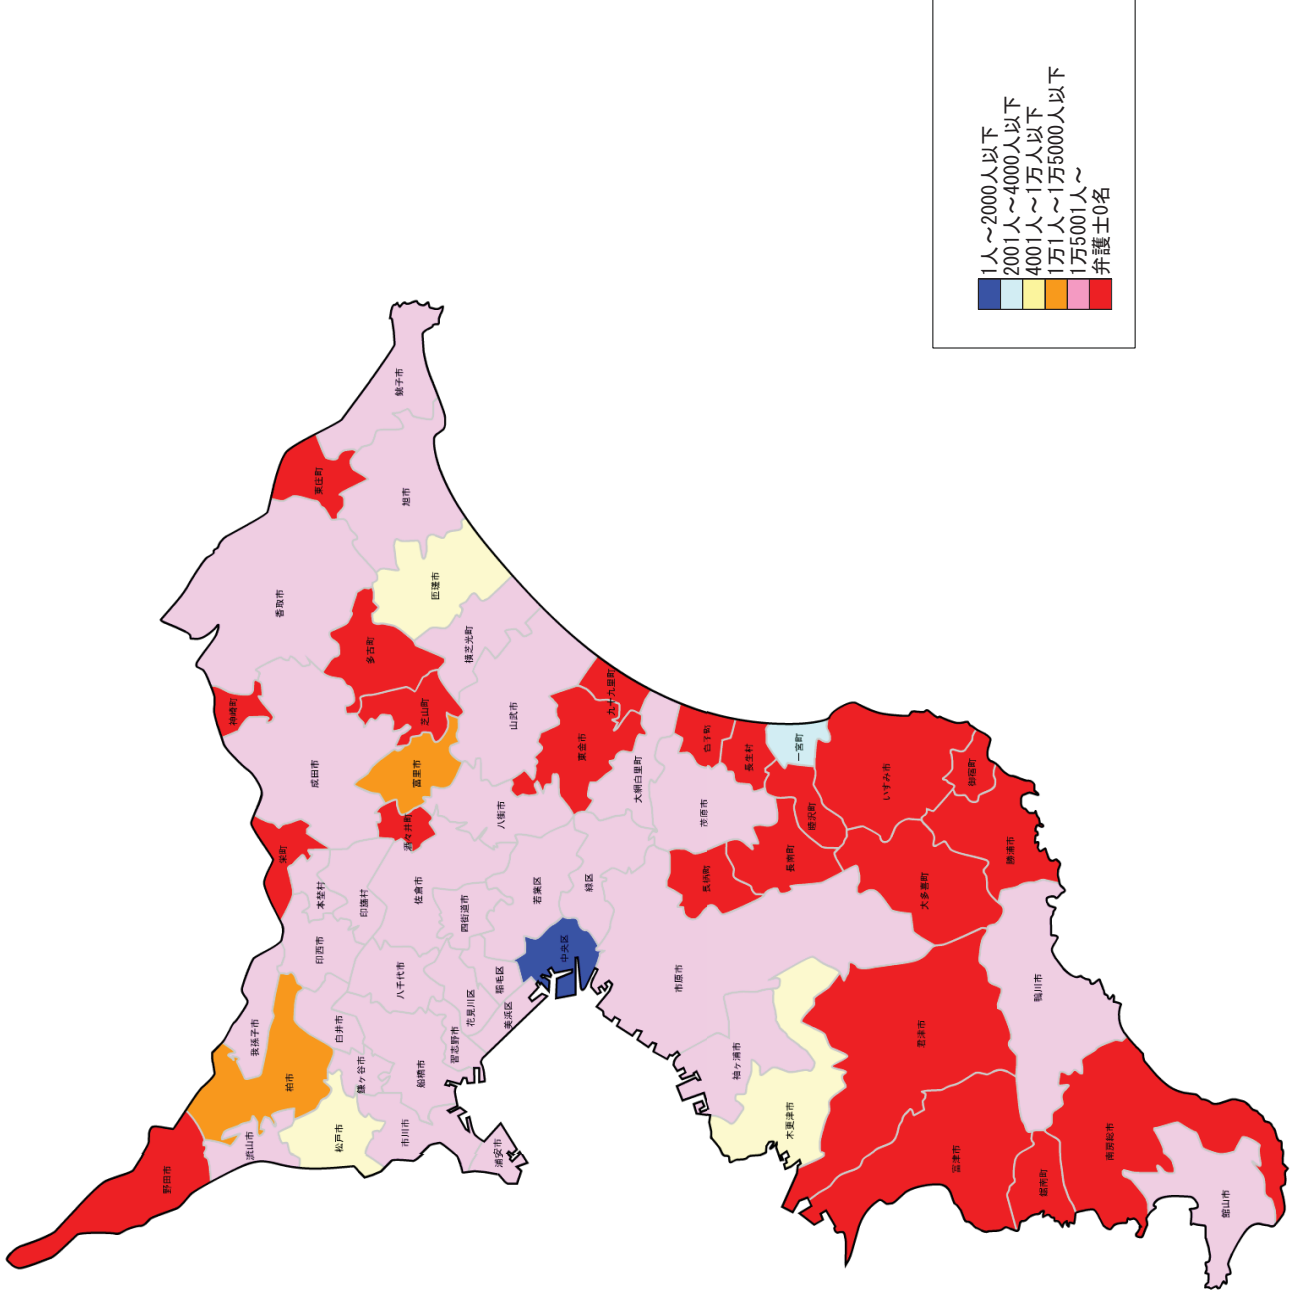 1人～2000人以下
2001人～4000人以下
4001人～1万人以下
1万1人～1万5000人以下
1万5001人～
弁護士0名
野田市
流山市
柏市
我孫子市
松戸市
鎌ヶ谷市
白井市
印西市
本埜村
印旛村
栄町
成田市
神崎町
香取市
東庄町
銚子市
旭市
匝瑳市
多古町
芝山町
横芝光町
富里市
酒々井町
山武市
八街市
佐倉市
四街道市
八千代市
船橋市
市川市
浦安市
習志野市
花見川区
美浜区
稲毛区
若葉区
中央区
緑区
東金市
九十九里町
大網白里町
白子町
茂原市
長生村
一宮町
睦沢町
長南町
長柄町
市原市
袖ヶ浦市
木更津市
君津市
富津市
いすみ市
御宿町
勝浦市
大多喜町
鴨川市
鋸南町
南房総市
館山市